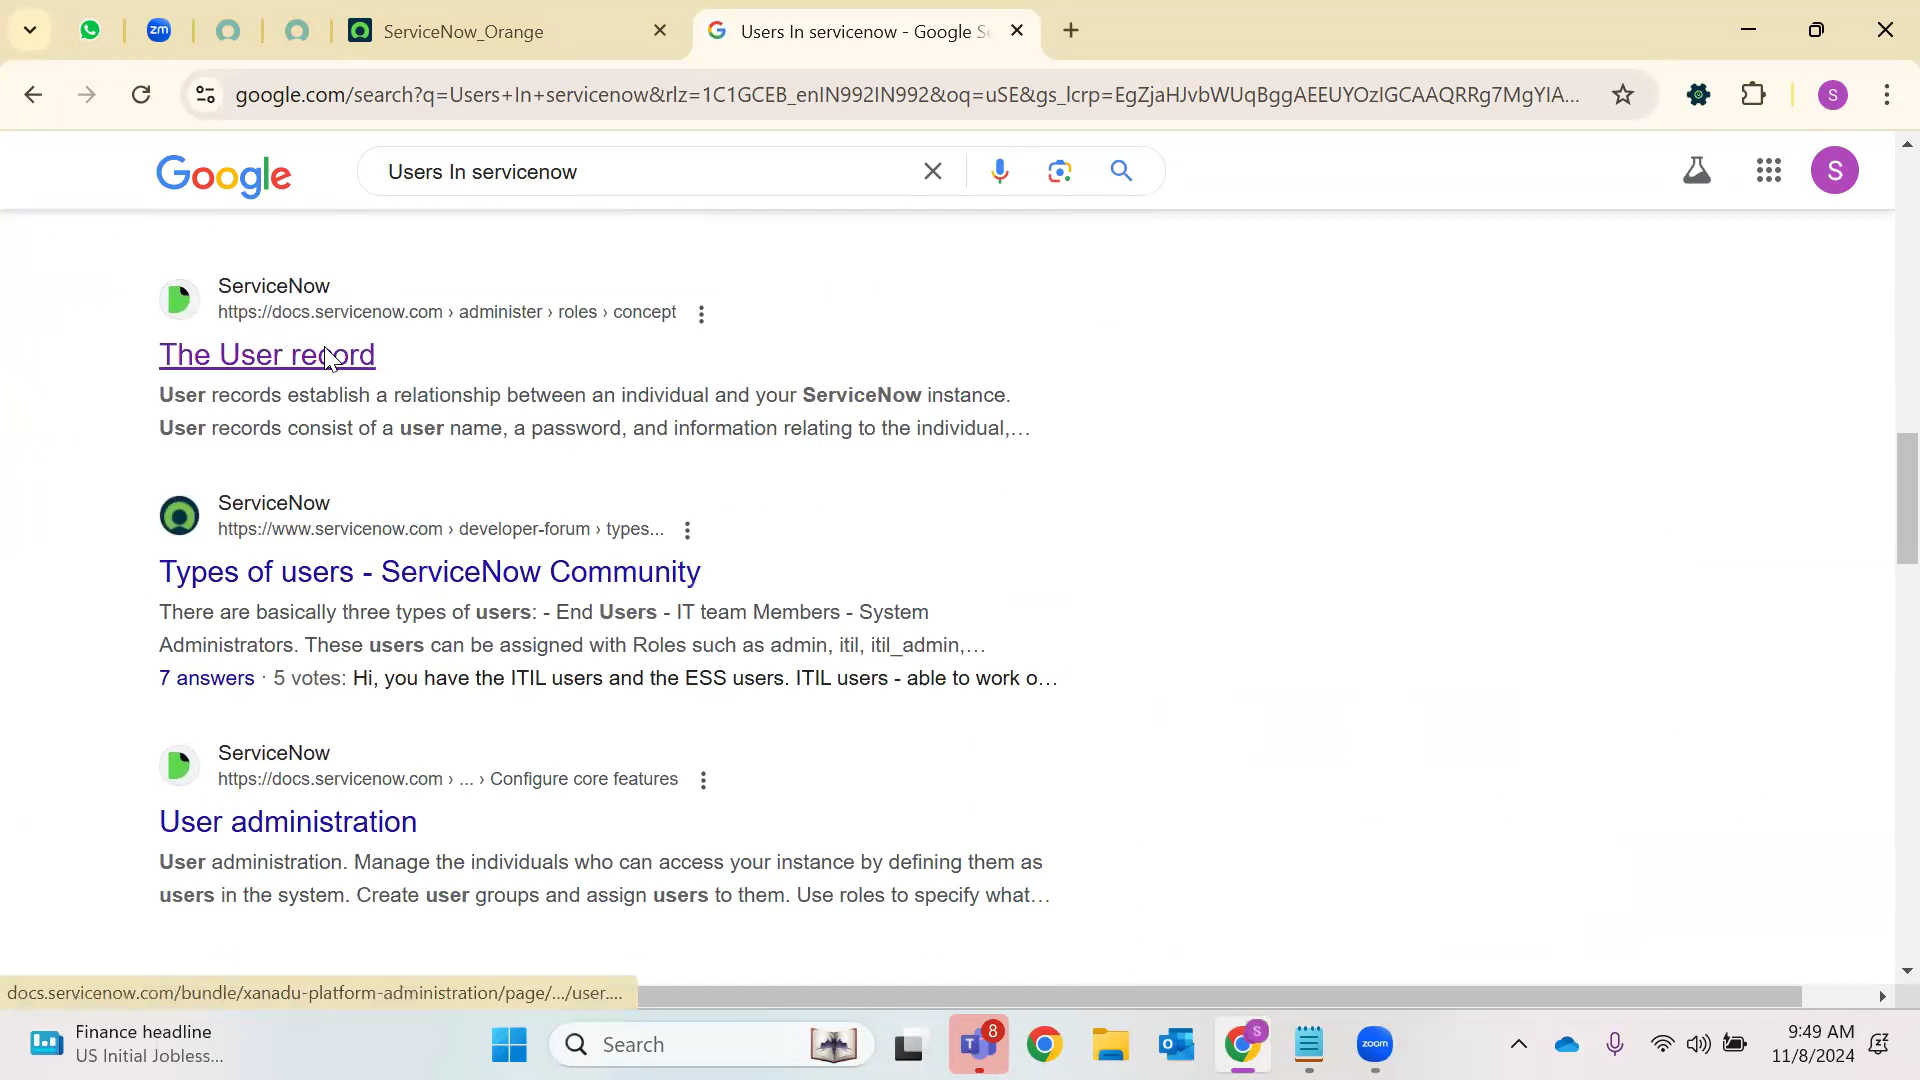 zm
ServiceNow_Orange
Users In servicenow - Google Se
google.com/search?q=Users+In+servicenow&rlz=1C1GCEB_enIN992IN992&oq=uSE&gs_lcrp=EgZjaHJvbWUqBggAEEUYOzIGCAAQRRg7MgYIA...
S
Google
Users In servicenow
S
ServiceNow
https://docs.servicenow.com › administer › roles › concept
The User record
User records establish a relationship between an individual and your ServiceNow instance.
User records consist of a user name, a password, and information relating to the individual,...
ServiceNow
https://www.servicenow.com › developer-forum › types...
Types of users - ServiceNow Community
There are basically three types of users: - End Users - IT team Members - System
Administrators. These users can be assigned with Roles such as admin, itil, itil_admin,...
7 answers · 5 votes: Hi, you have the ITIL users and the ESS users. ITIL users - able to work o...
ServiceNow
https://docs.servicenow.com › ... › Configure core features
User administration
User administration. Manage the individuals who can access your instance by defining them as
users in the system. Create user groups and assign users to them. Use roles to specify what...
docs.servicenow.com/bundle/xanadu-platform-administration/page/.../user....
Finance headline
US Initial Jobless...
Search
T
8
S
zoom
9:49 AM
11/8/2024